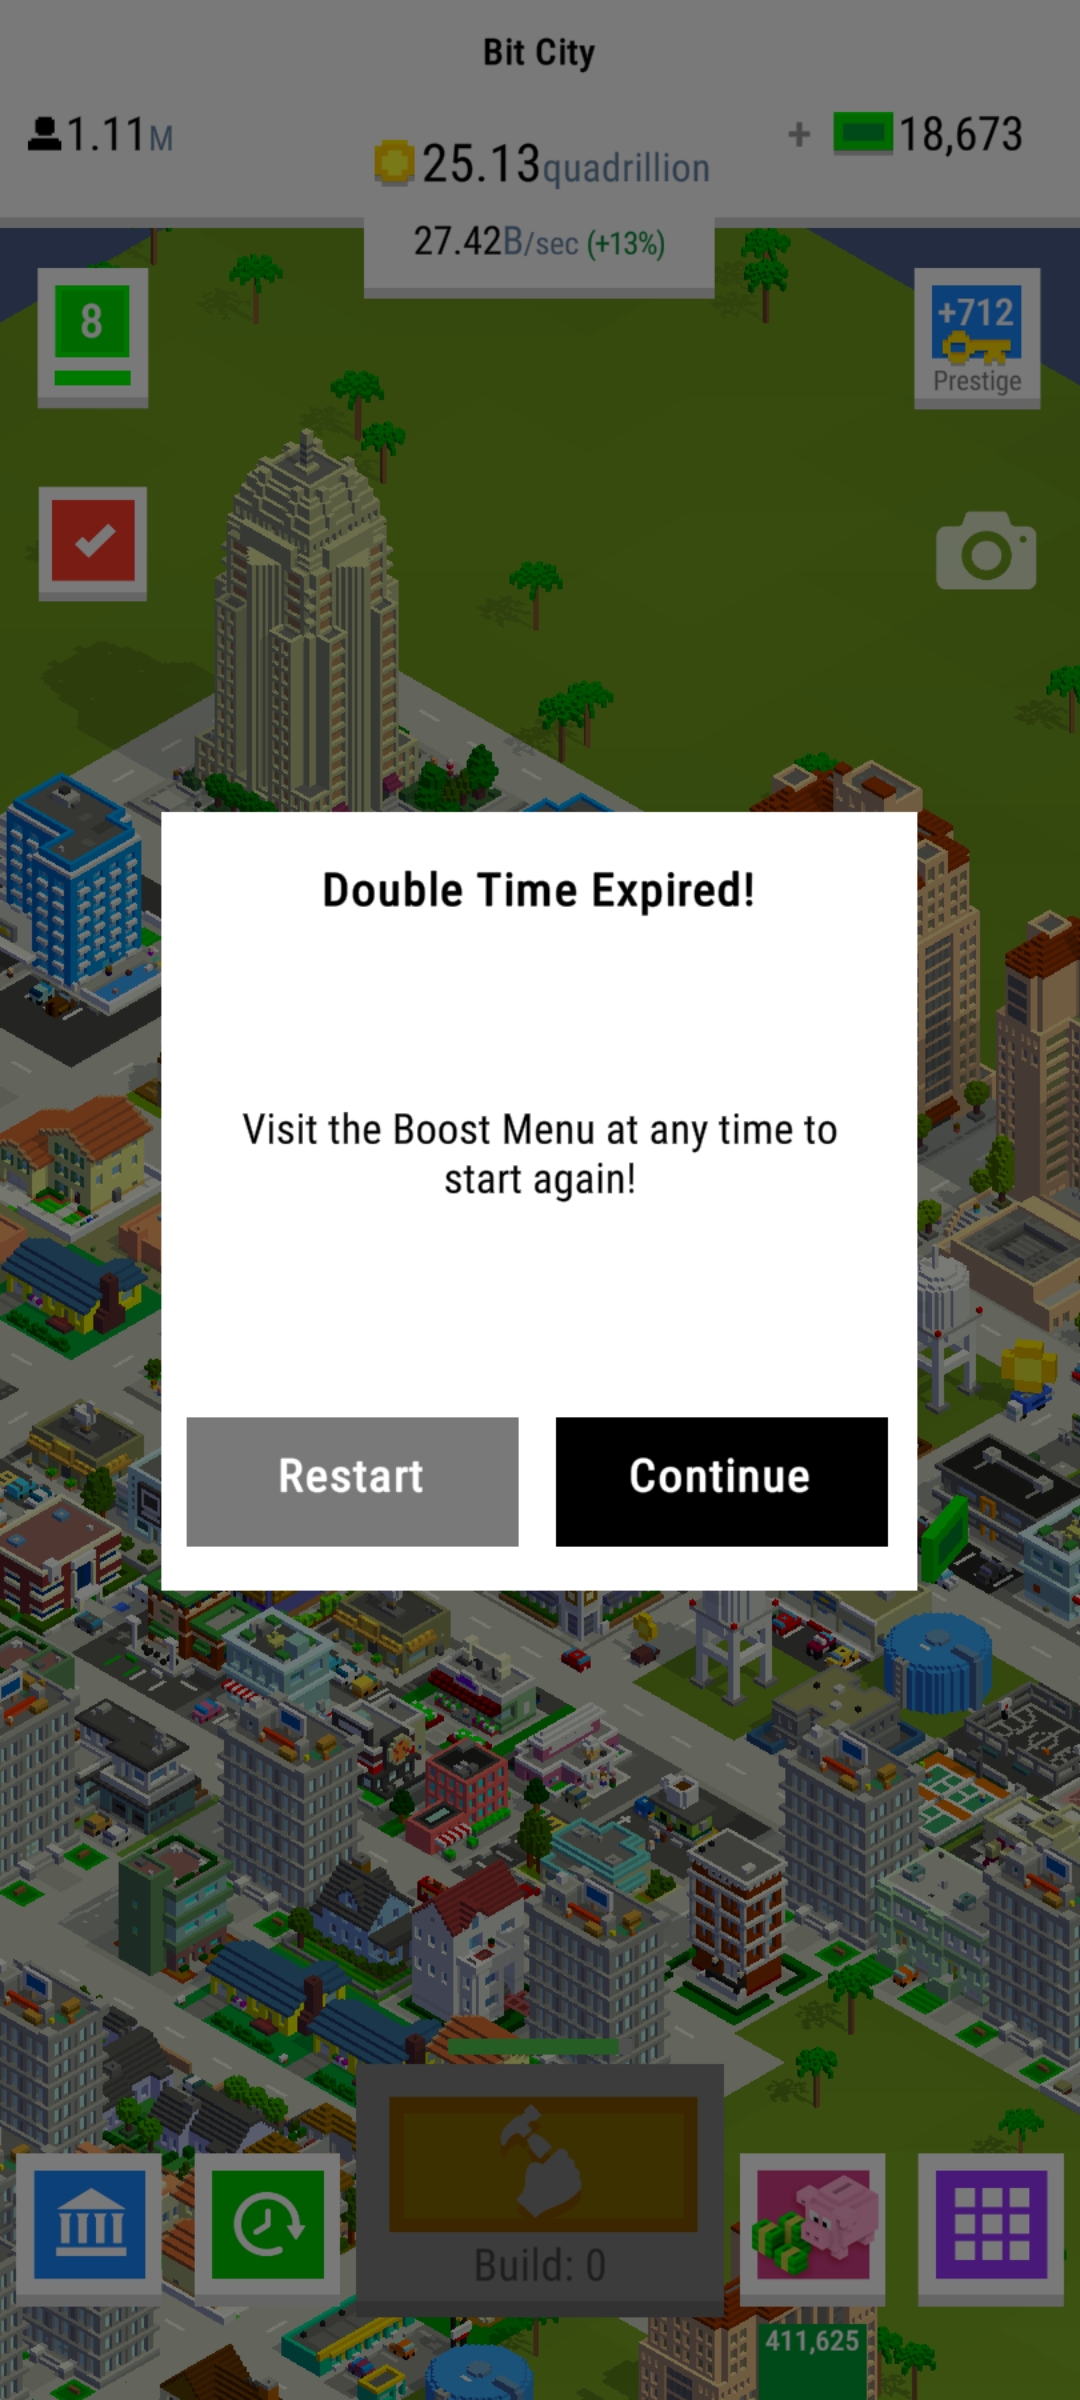 Bit City
1.11M
25.13quadrillion
+ 18,673
27.42B/sec (+13%)
8
+712
Prestige
Double Time Expired!
Visit the Boost Menu at any time to
start again!
Restart
Continue
Build: 0
411,625